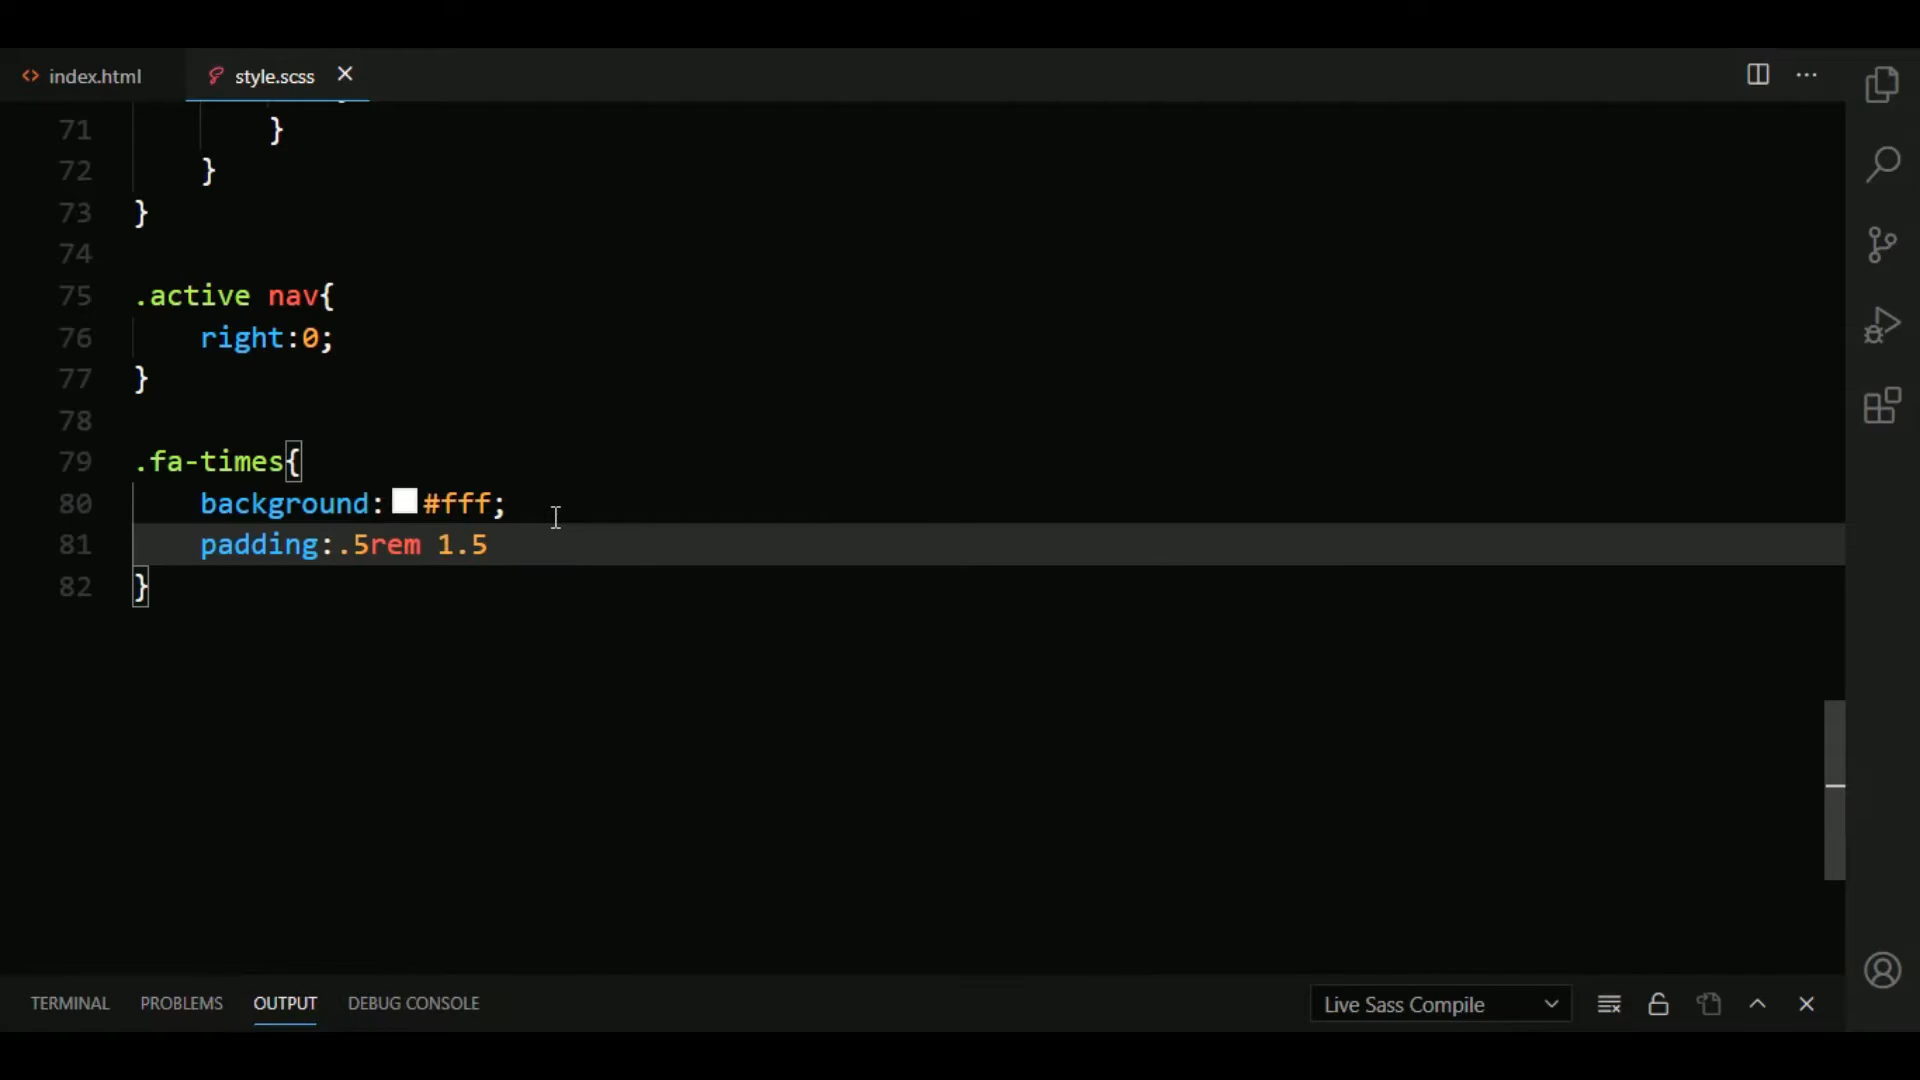 index.html style.scss
71 }
72 }
73 }
74
75 .active nav{
76 right:0;
77 }
78
79 .fa-times{
80 background: #fff;
81 padding:.5rem 1.5
82 }
TERMINAL PROBLEMS OUTPUT DEBUG CONSOLE Live Sass Compile